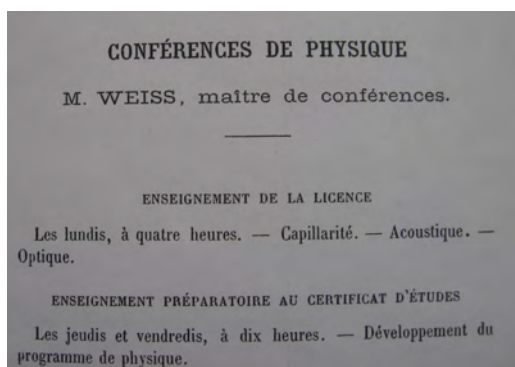 CONFÉRENCES DE PHYSIQUE
M. WEISS, maître de conférences.
ENSEIGNEMENT DE LA LICENCE
Les lundis, à quatre heures. — Capillarité. — Acoustique. —
Optique.
ENSEIGNEMENT PRÉPARATOIRE AU CERTIFICAT D'ÉTUDES
Les jeudis et vendredis, à dix heures. — Développement du
programme de physique.